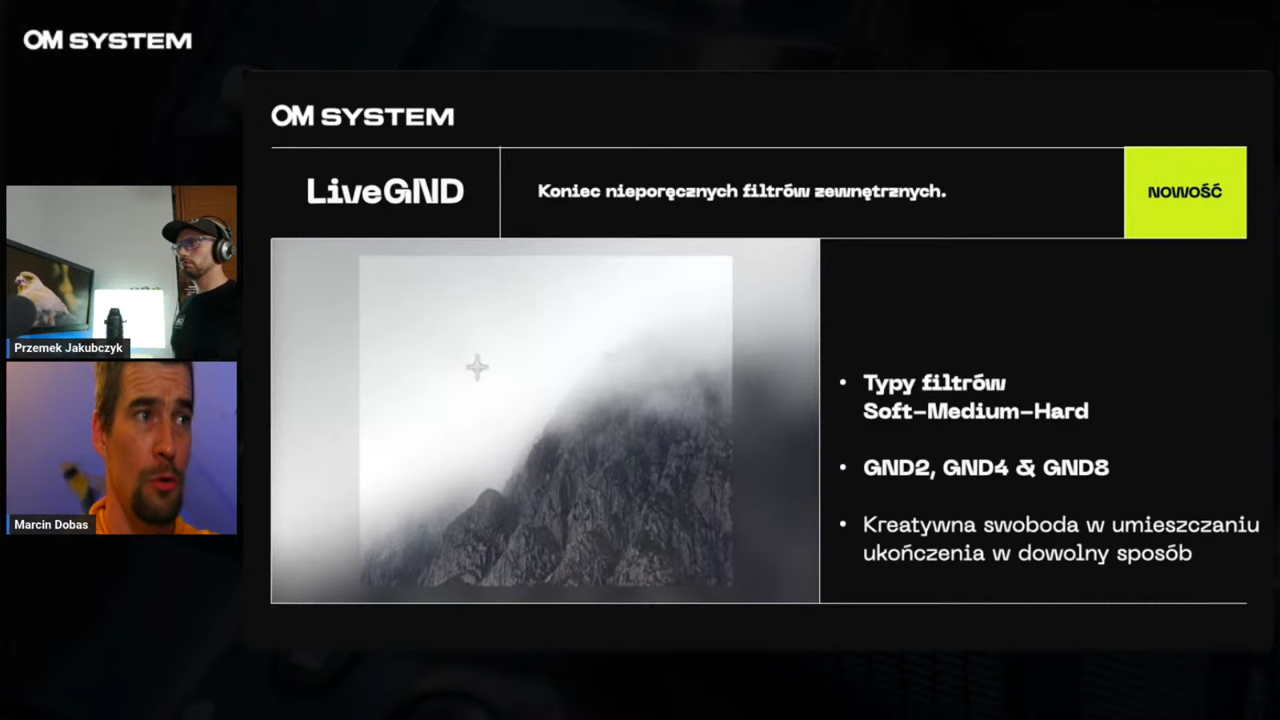 OM SYSTEM
OM SYSTEM
LiveGND
Koniec nieporęcznych filtrów zewnętrznych.
NOWOŚĆ
Przemek Jakubczyk
Marcin Dobas
• Typy filtrów
Soft-Medium-Hard
• GND2, GND4 & GND8
• Kreatywna swoboda w umieszczaniu
ukończenia w dowolny sposób